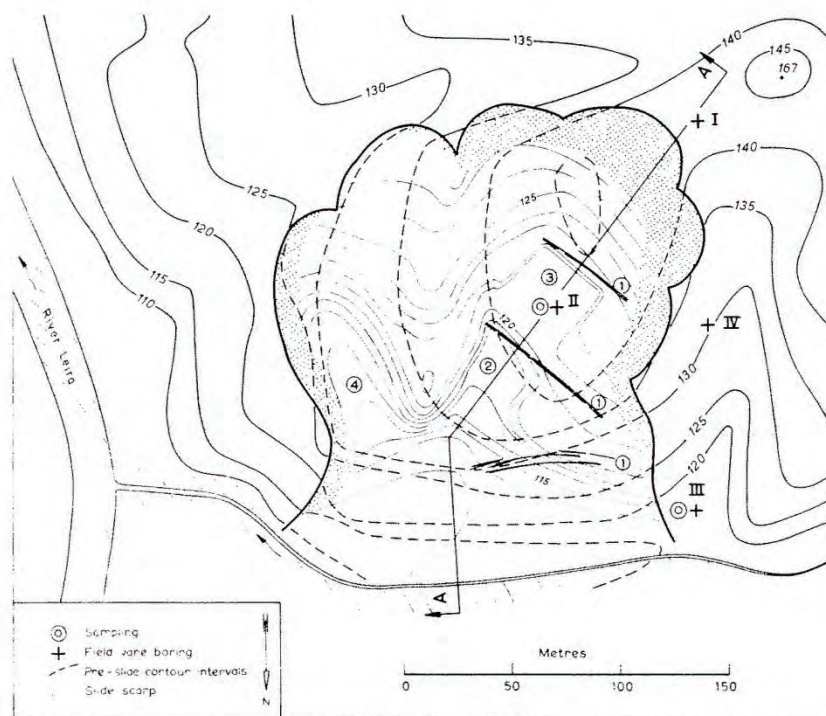 135
140
145
167
A
130
I
125
140
135
125
120
3
1
II
115
120
IV
110
2
130
River Leira
4
1
125
1
120
115
III
A
Sampling
Field vane boring
Pre-slide contour intervals
Slide scarp
N
Metres
0 50 100 150